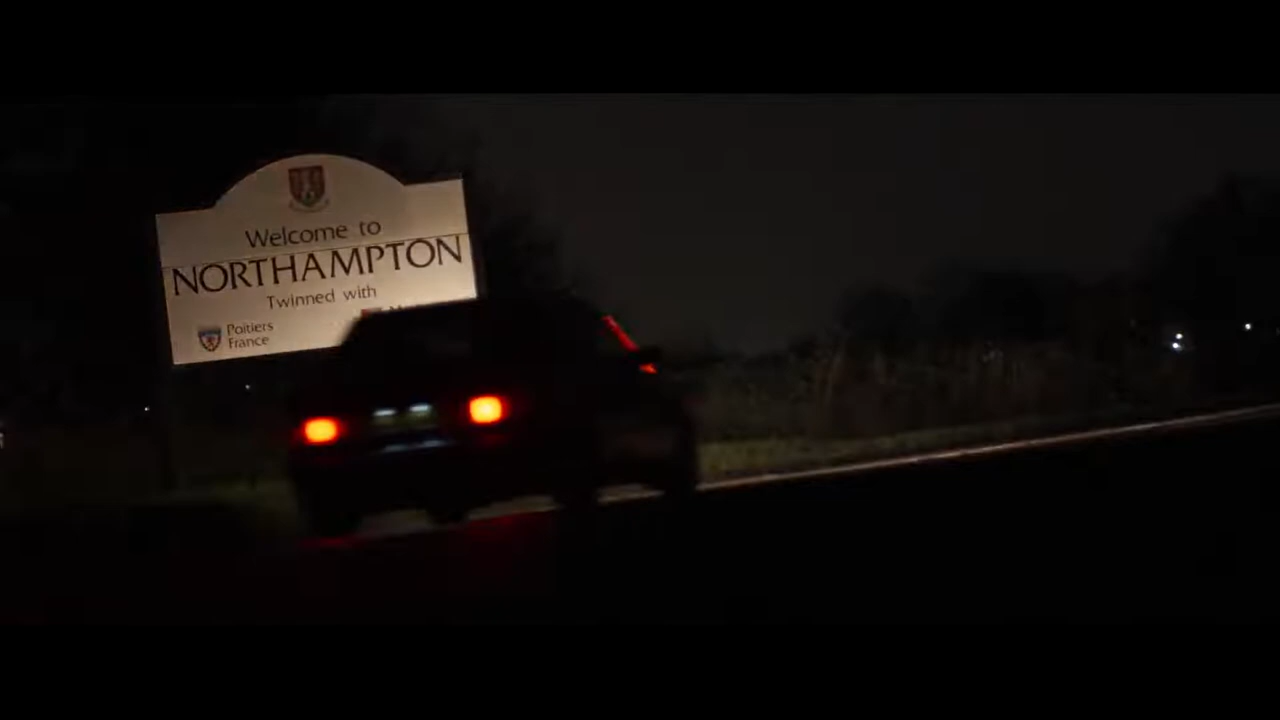 Welcome to
NORTHAMPTON
Twinned with
Poitiers
France